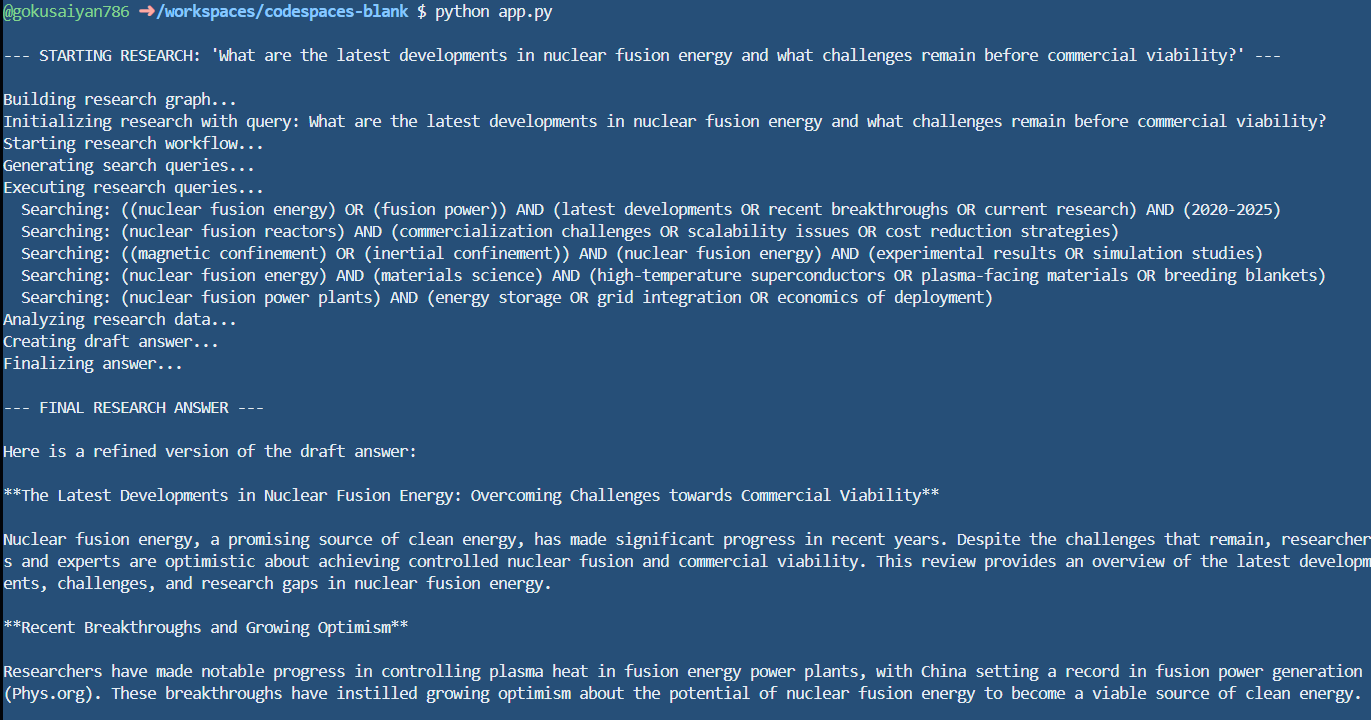 @gokusaiyan786 ➜/workspaces/codespaces-blank $ python app.py
--- STARTING RESEARCH: 'What are the latest developments in nuclear fusion energy and what challenges remain before commercial viability?' ---
Building research graph...
Initializing research with query: What are the latest developments in nuclear fusion energy and what challenges remain before commercial viability?
Starting research workflow...
Generating search queries...
Executing research queries...
Searching: ((nuclear fusion energy) OR (fusion power)) AND (latest developments OR recent breakthroughs OR current research) AND (2020-2025)
Searching: (nuclear fusion reactors) AND (commercialization challenges OR scalability issues OR cost reduction strategies)
Searching: ((magnetic confinement) OR (inertial confinement)) AND (nuclear fusion energy) AND (experimental results OR simulation studies)
Searching: (nuclear fusion energy) AND (materials science) AND (high-temperature superconductors OR plasma-facing materials OR breeding blankets)
Searching: (nuclear fusion power plants) AND (energy storage OR grid integration OR economics of deployment)
Analyzing research data...
Creating draft answer...
Finalizing answer...
--- FINAL RESEARCH ANSWER ---
Here is a refined version of the draft answer:
**The Latest Developments in Nuclear Fusion Energy: Overcoming Challenges towards Commercial Viability**
Nuclear fusion energy, a promising source of clean energy, has made significant progress in recent years. Despite the challenges that remain, researcher
s and experts are optimistic about achieving controlled nuclear fusion and commercial viability. This review provides an overview of the latest developm
ents, challenges, and research gaps in nuclear fusion energy.
**Recent Breakthroughs and Growing Optimism**
Researchers have made notable progress in controlling plasma heat in fusion energy power plants, with China setting a record in fusion power generation
(Phys.org). These breakthroughs have instilled growing optimism about the potential of nuclear fusion energy to become a viable source of clean energy.